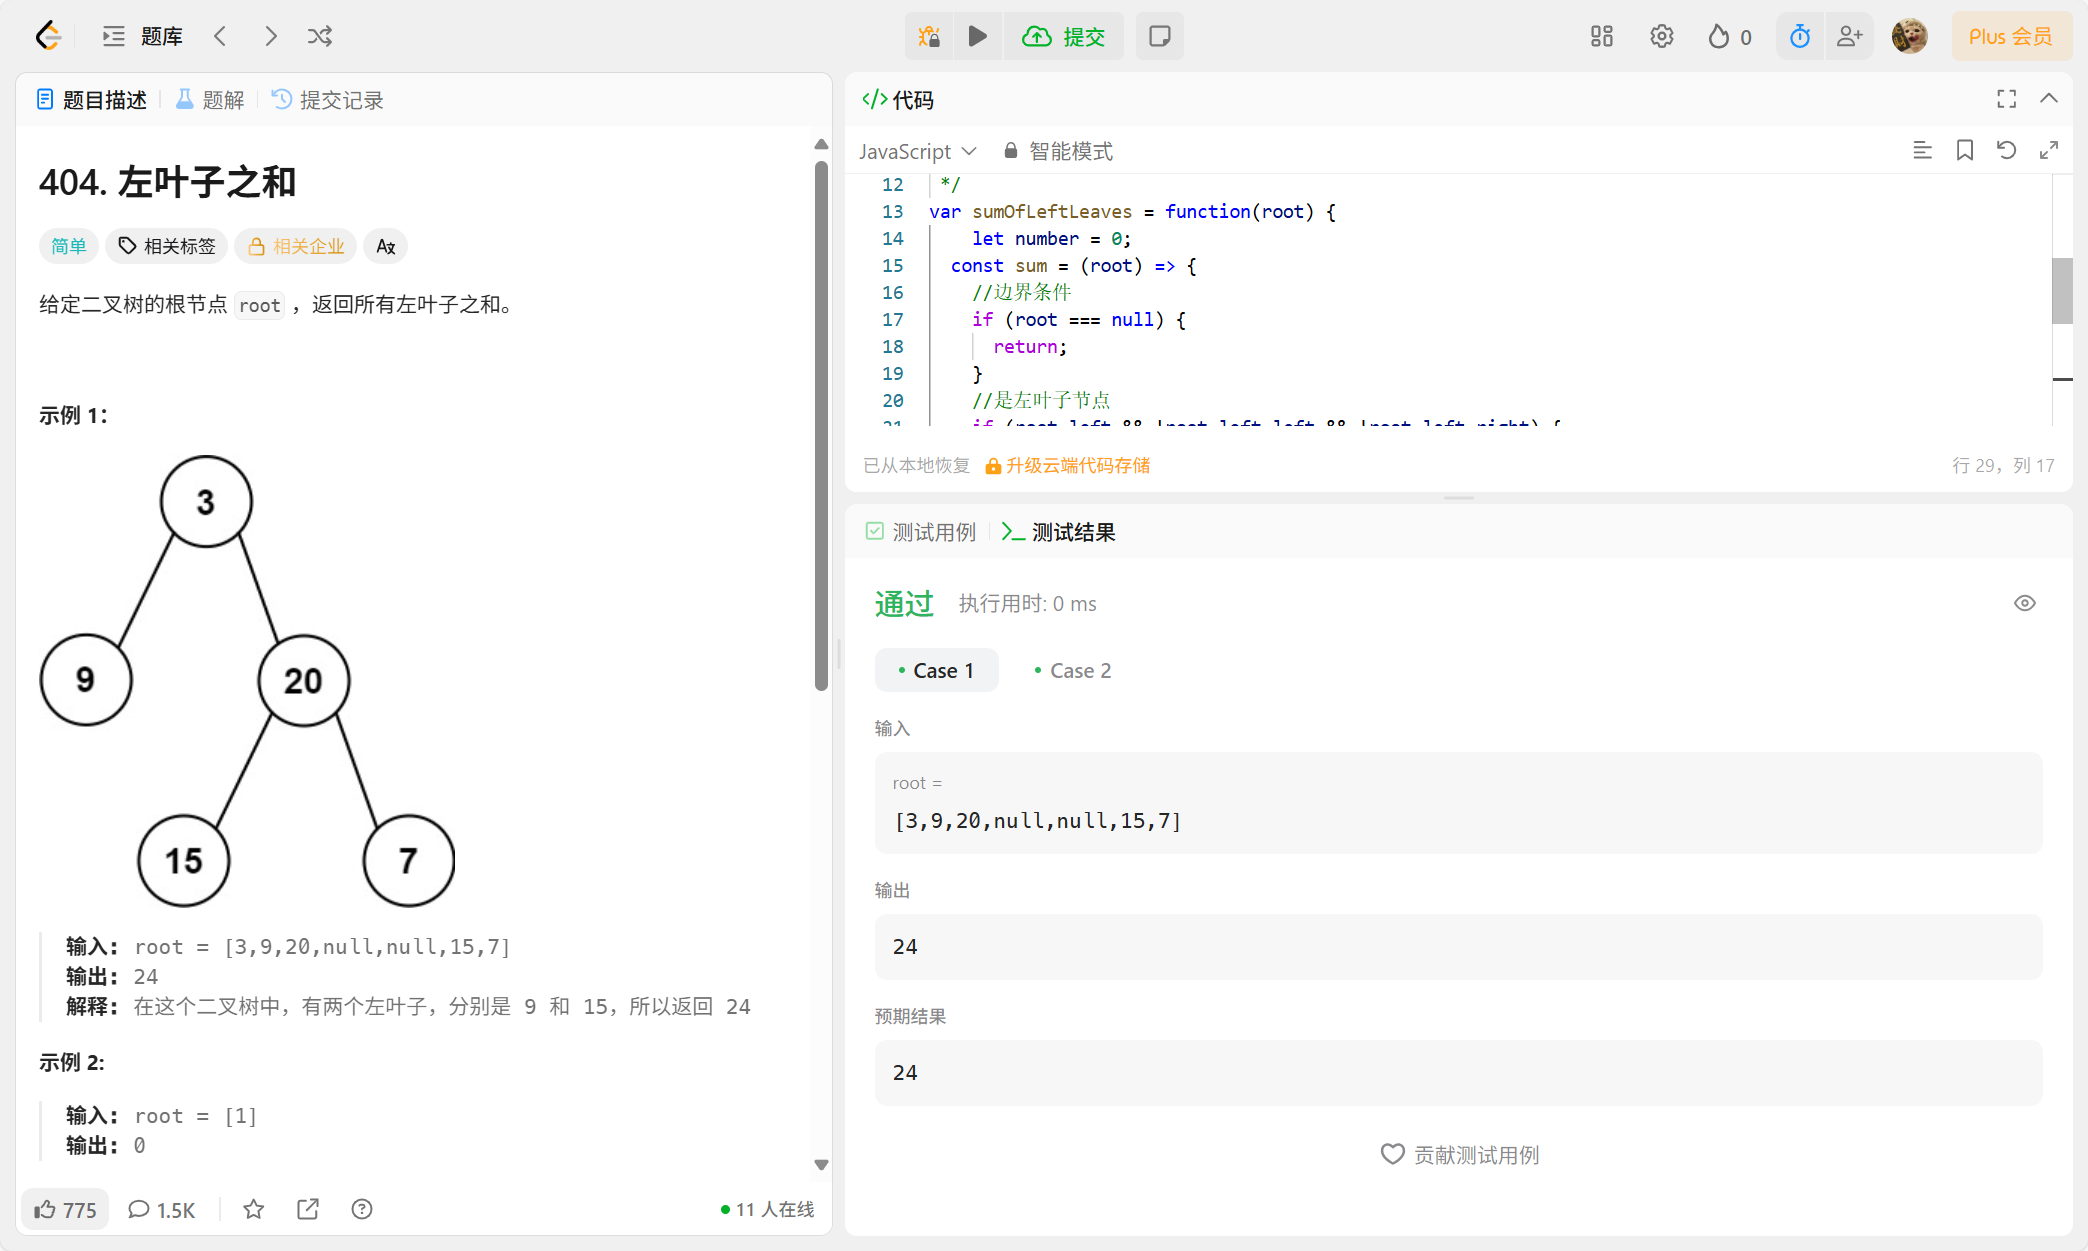 题库
提交
0
Plus 会员
题目描述
题解
提交记录
404. 左叶子之和
简单
相关标签
相关企业
给定二叉树的根节点 root ，返回所有左叶子之和。
示例 1：
3
9
20
15
7
输入：root = [3,9,20,null,null,15,7]
输出：24
解释：在这个二叉树中，有两个左叶子，分别是 9 和 15，所以返回 24
示例 2:
输入：root = [1]
输出：0
775
1.5K
11 人在线
</>代码
JavaScript
智能模式
12 */
13 var sumOfLeftLeaves = function(root) {
14 let number = 0;
15 const sum = (root) => {
16 //边界条件
17 if (root === null) {
18 return;
19 }
20 //是左叶子节点
21 if (root.left && !root.left.left && !root.left.right) {
已从本地恢复
升级云端代码存储
行 29，列 17
测试用例
测试结果
通过
执行用时: 0 ms
Case 1
Case 2
输入
root =
[3,9,20,null,null,15,7]
输出
24
预期结果
24
贡献测试用例